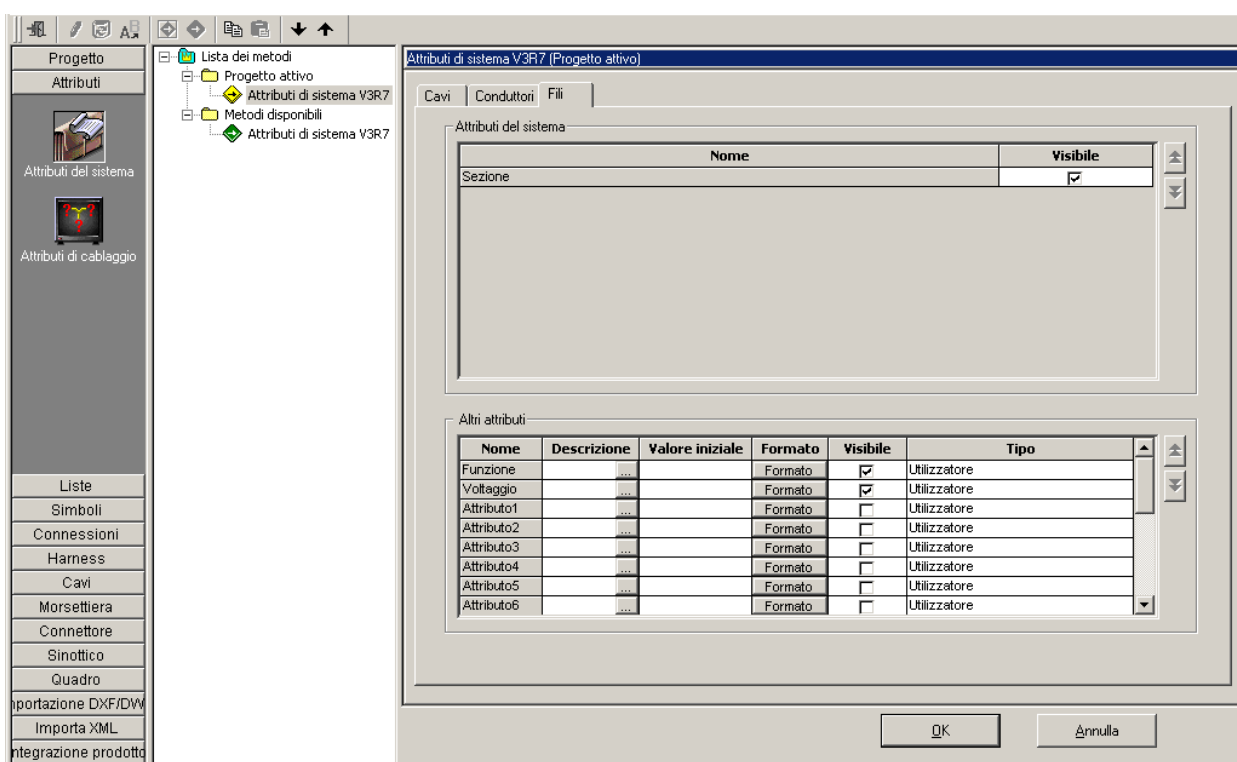 Progetto
Attributi
Attributi del sistema
Attributi di cablaggio
Liste
Simboli
Connessioni
Harness
Cavi
Morsettiera
Connettore
Sinottico
Quadro
mportazione DXF/DW
Importa XML
ntegrazione prodotto
Lista dei metodi
Progetto attivo
Attributi di sistema V3R7
Metodi disponibili
Attributi di sistema V3R7
Attributi di sistema V3R7 (Progetto attivo)
Cavi Conduttori Fili
Attributi del sistema
Nome Visibile
Sezione
Altri attributi
Nome Descrizione Valore iniziale Formato Visibile Tipo
Funzione ... Formato Utilizzatore
Voltaggio ... Formato Utilizzatore
Attributo1 ... Formato Utilizzatore
Attributo2 ... Formato Utilizzatore
Attributo3 ... Formato Utilizzatore
Attributo4 ... Formato Utilizzatore
Attributo5 ... Formato Utilizzatore
Attributo6 ... Formato Utilizzatore
OK Annulla